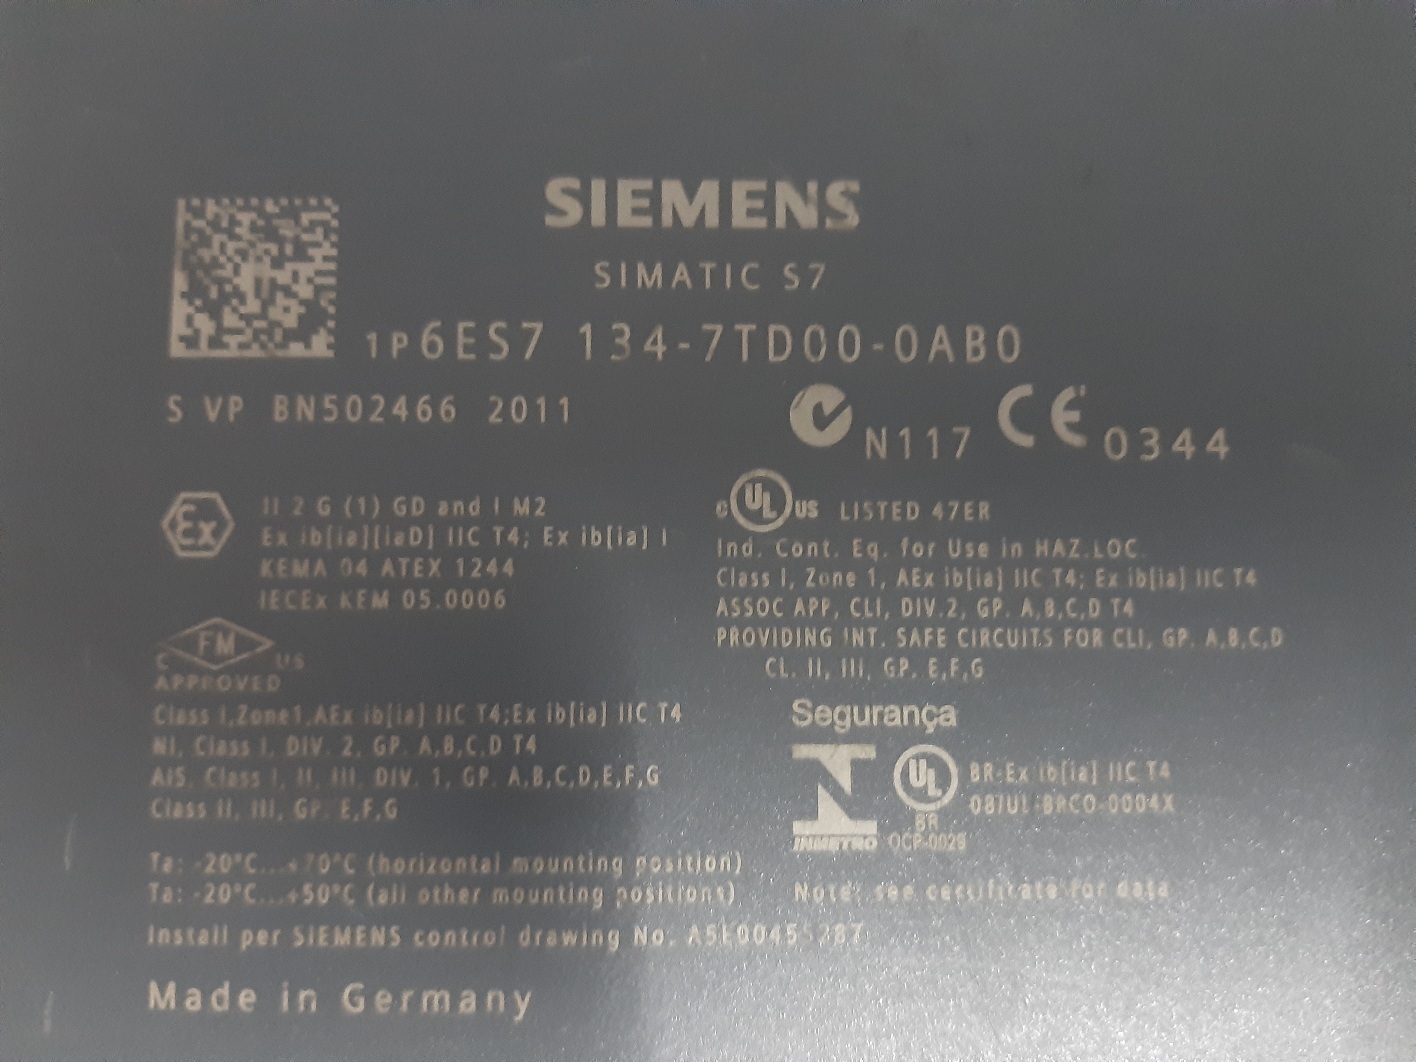 SIEMENS
SIMATIC S7
1P6ES7 134-7TD00-0AB0
S VP BN502466 2011
N117 CE 0344
Ex
II 2 G (1) GD and I M2
Ex ib[ia][iaD] IIC T4; Ex ib[ia] I
KEMA 04 ATEX 1244
IECEx KEM 05.0006
C UL US LISTED 47ER
Ind. Cont. Eq. for Use in HAZ.LOC.
Class I, Zone 1, AEx ib[ia] IIC T4; Ex ib[ia] IIC T4
ASSOC APP, CLI, DIV.2, GP. A,B,C,D T4
PROVIDING INT. SAFE CIRCUITS FOR CLI, GP. A,B,C,D
CL. II, III, GP. E,F,G
FM
C US
APPROVED
Class I,Zone1,AEx ib[ia] IIC T4;Ex ib[ia] IIC T4
NI, Class I, DIV. 2, GP. A,B,C,D T4
AIS, Class I, II, III, DIV. 1, GP. A,B,C,D,E,F,G
Class II, III, GP. E,F,G
Segurança
UL
BR
BR-Ex ib[ia] IIC T4
INMETRO OCP-0029
Ta: -20°C...+70°C (horizontal mounting position)
Ta: -20°C...+50°C (all other mounting positions)
Note: see certificate for data
Install per SIEMENS control drawing No.
Made in Germany